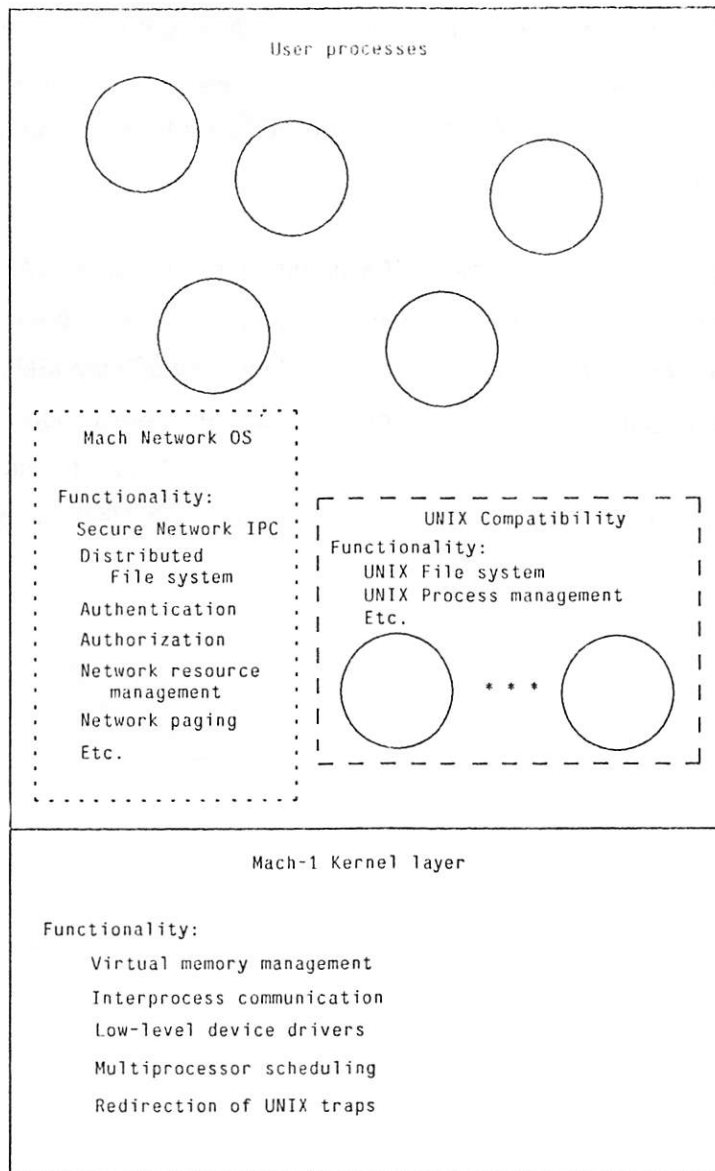 User processes
Mach Network OS
Functionality:
Secure Network IPC
Distributed
File system
Authentication
Authorization
Network resource
management
Network paging
Etc.
UNIX Compatibility
Functionality:
UNIX File system
UNIX Process management
Etc.
* * *
Mach-1 Kernel layer
Functionality:
Virtual memory management
Interprocess communication
Low-level device drivers
Multiprocessor scheduling
Redirection of UNIX traps